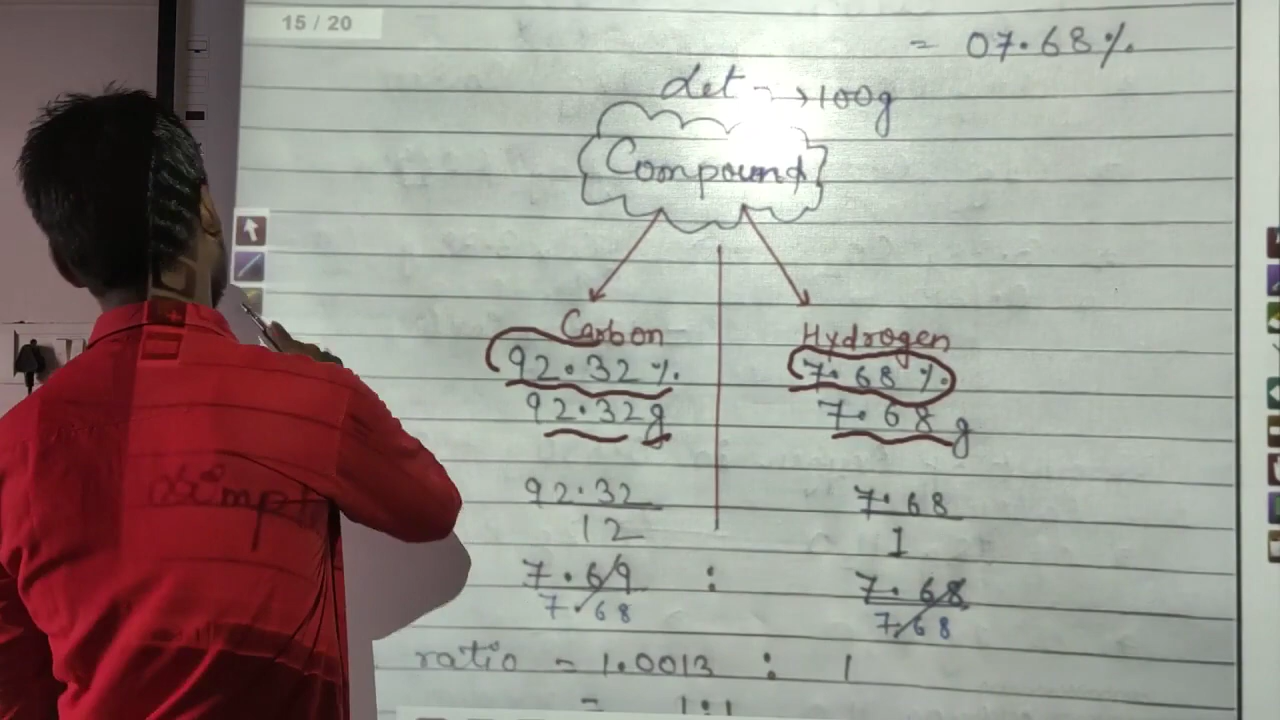 15 / 20
= 07.68%
Let → 100g
Compound
Carbon Hydrogen
92.32% 7.68%
92.32g 7.68g
92.32 7.68
12 1
7.69 : 7.68
7.68 7.68
ratio = 1.0013 : 1
= 1:1